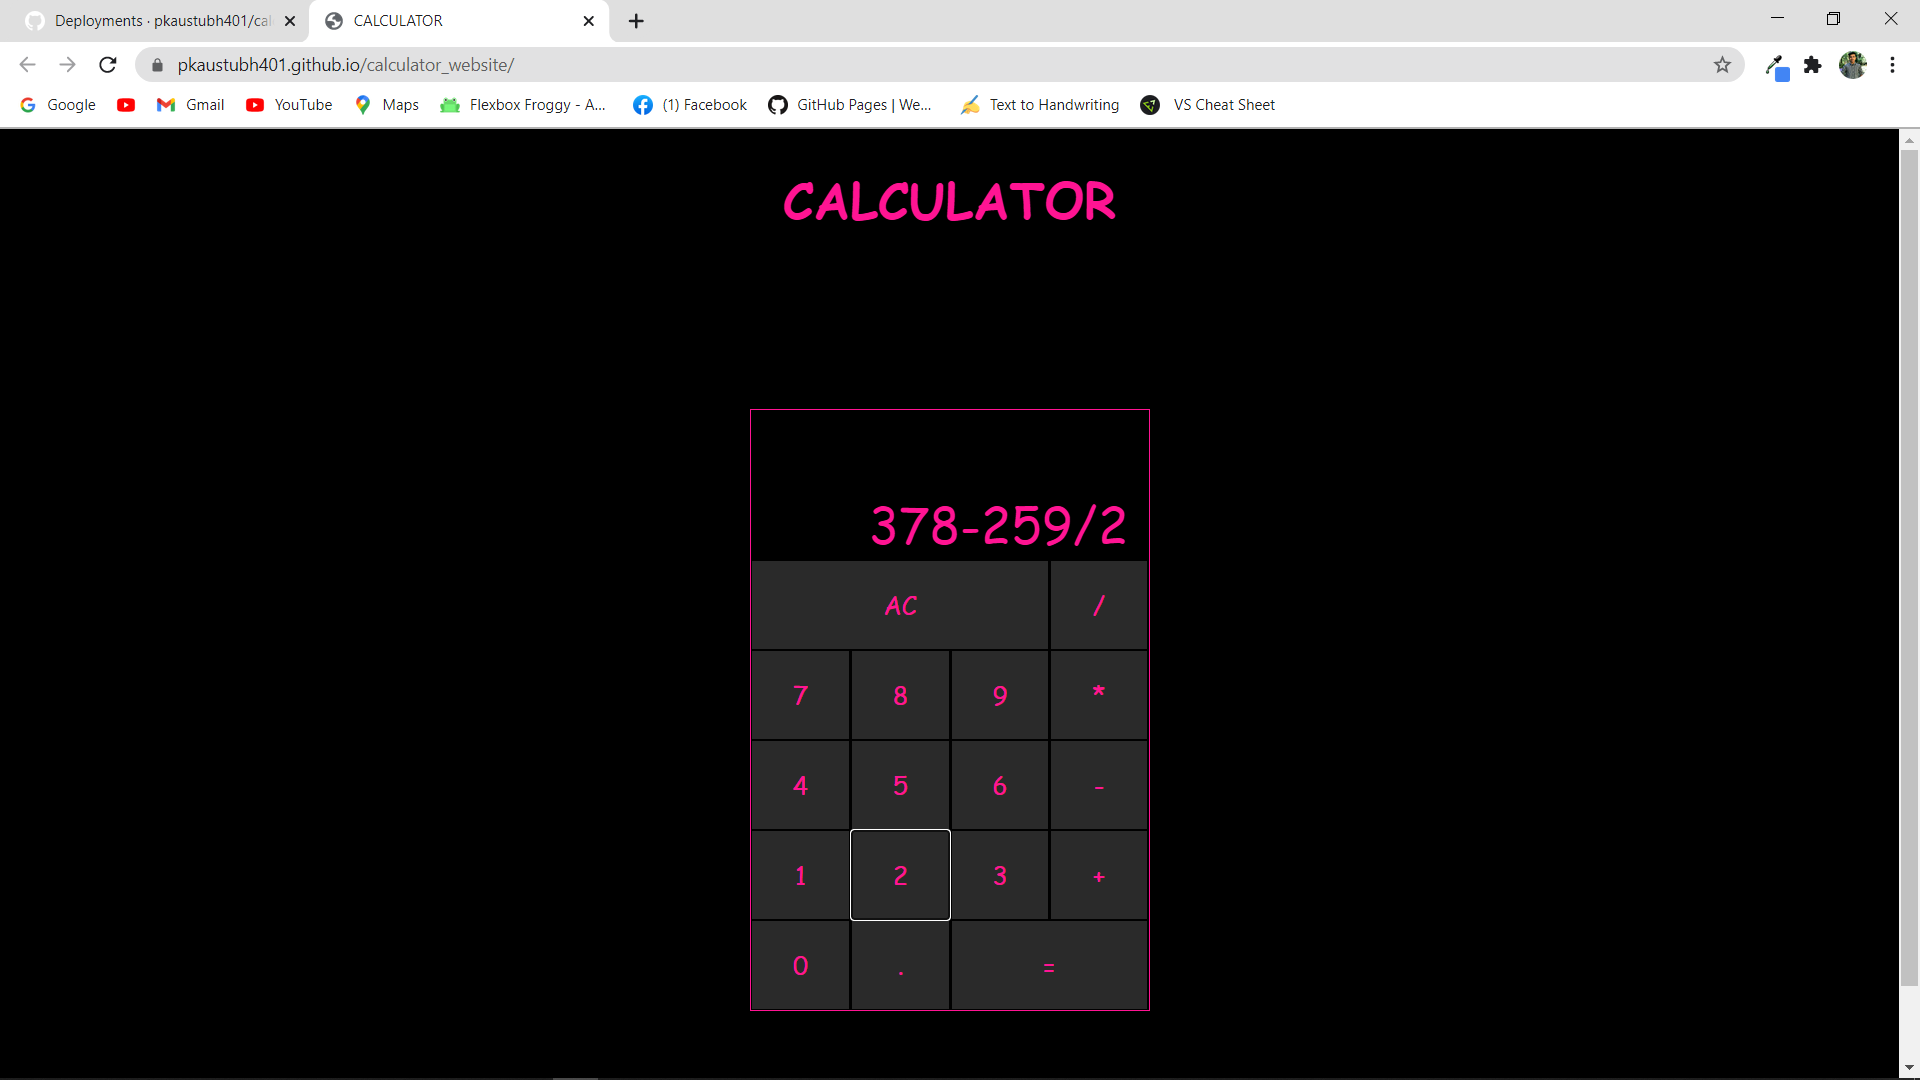 Deployments · pkaustubh401/cal
CALCULATOR
pkaustubh401.github.io/calculator_website/
Google Gmail YouTube Maps Flexbox Froggy - A... (1) Facebook GitHub Pages | We... Text to Handwriting VS Cheat Sheet
CALCULATOR
378-259/2
AC /
7 8 9 *
4 5 6 -
1 2 3 +
0 . =